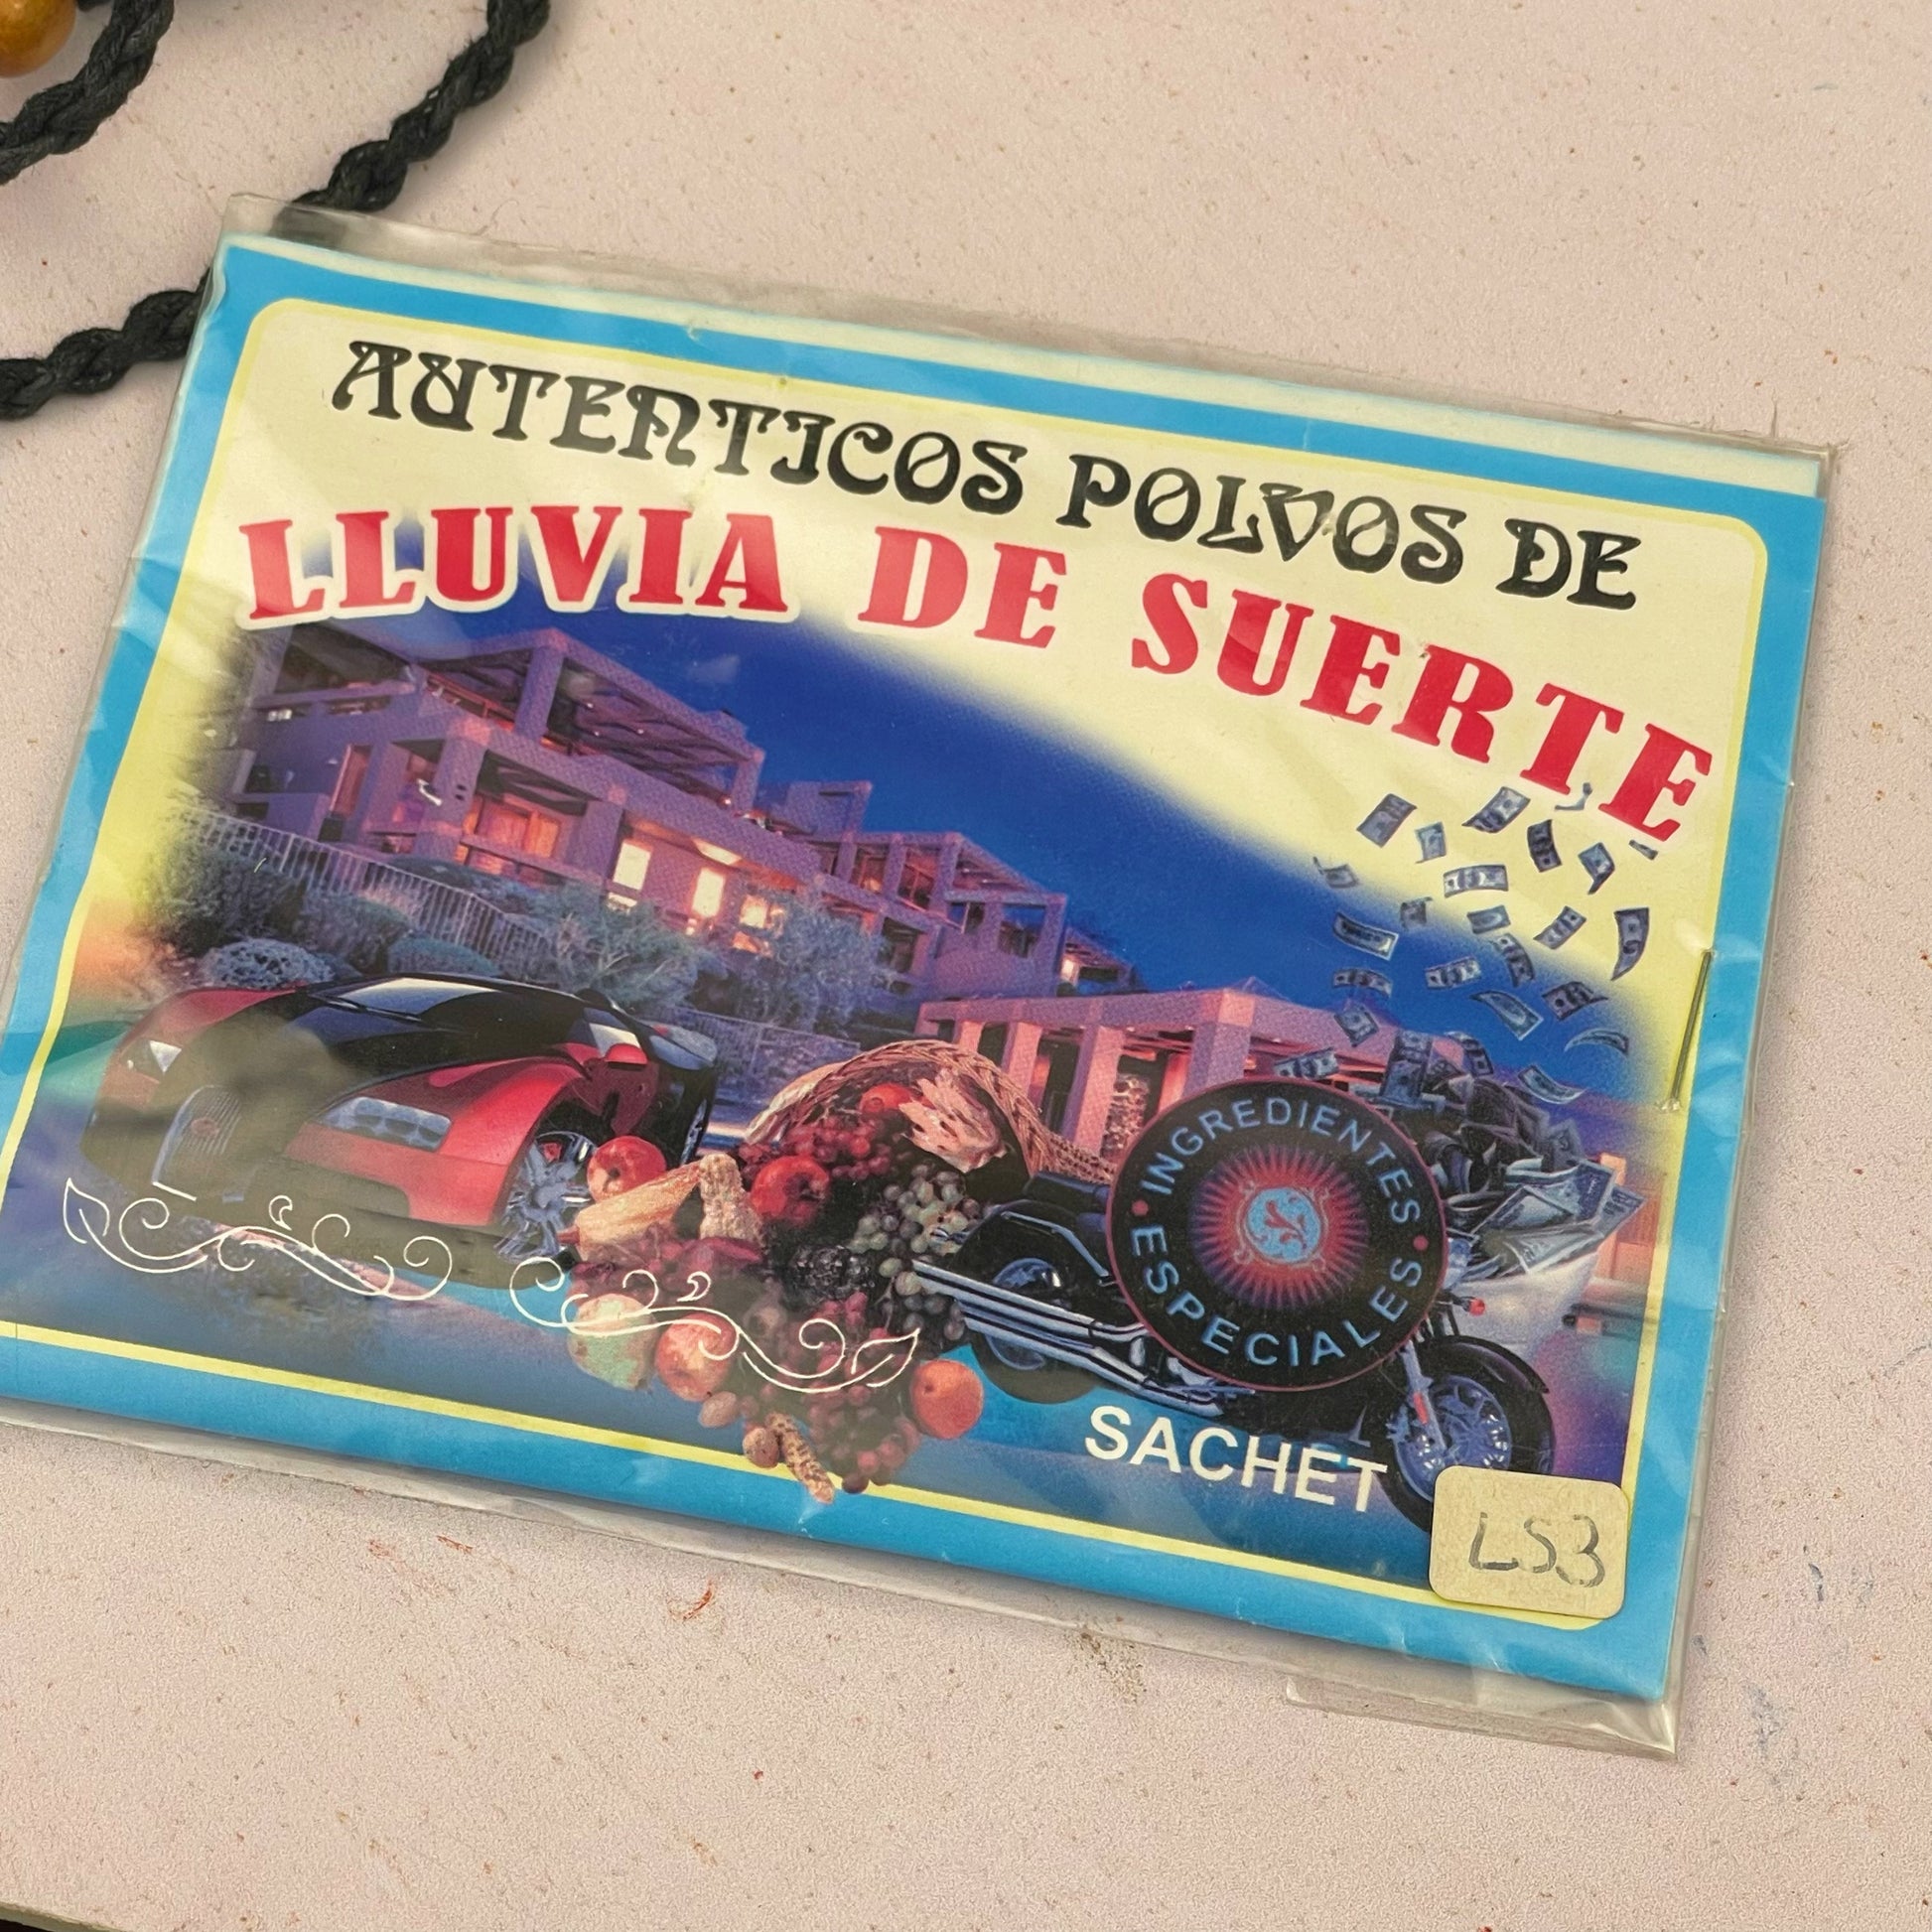 AUTENTICOS POLVOS DE
LLUVIA DE SUERTE
INGREDIENTES
ESPECIALES
SACHET
LS3